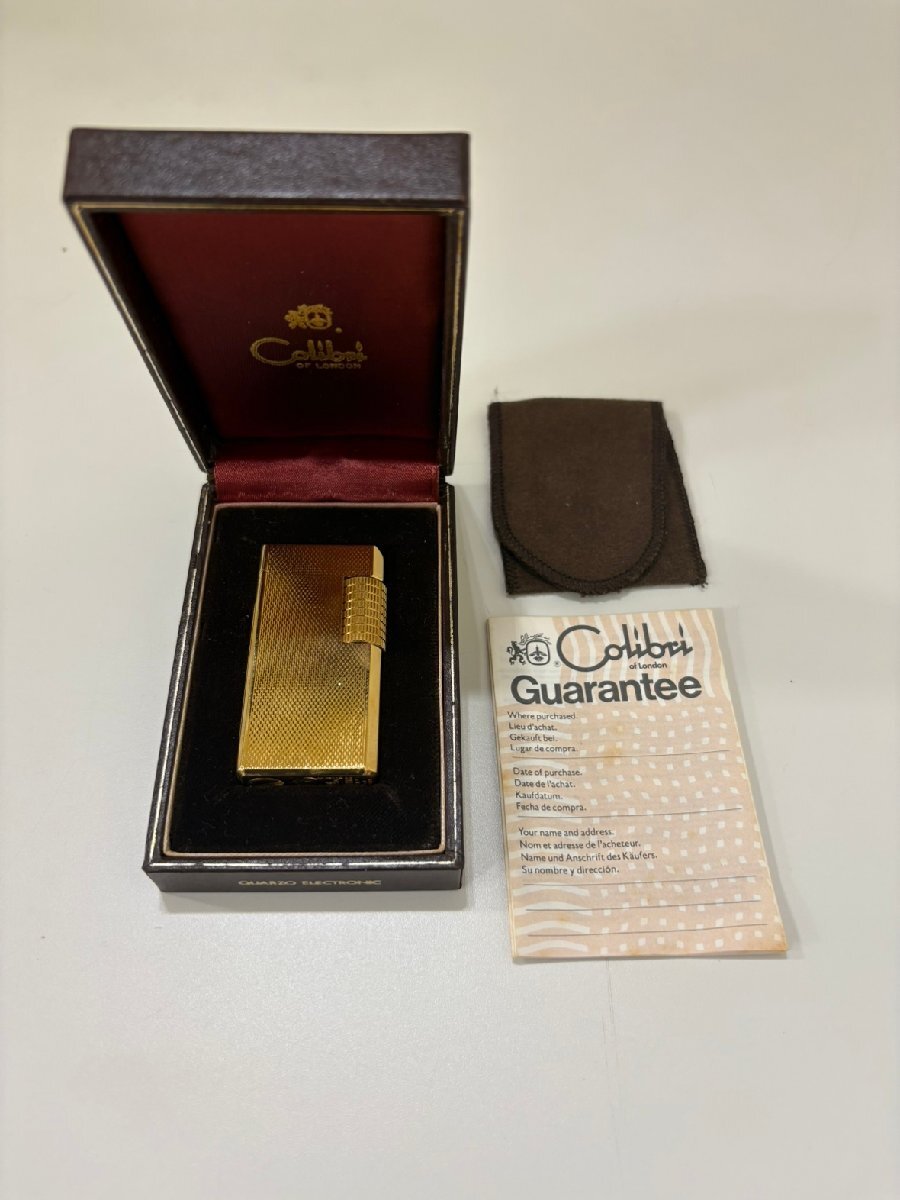 Colibri
OF LONDON
QUARZO ELECTRONIC
Colibri
of London
Guarantee
Where purchased.
Lieu d'achat.
Gekauft bei.
Lugar de compra.
Date of purchase.
Date de l'achat.
Kaufdatum.
Fecha de compra.
Your name and address.
Nom et adresse de l'acheteur.
Name und Anschrift des Käufers.
Su nombre y dirección.